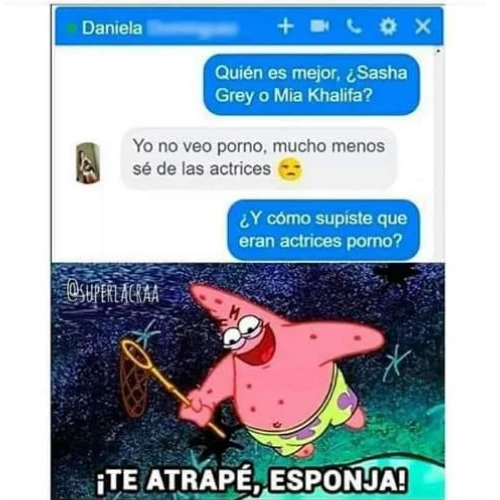 Daniela
Quién es mejor, ¿Sasha
Grey o Mia Khalifa?
Yo no veo porno, mucho menos
sé de las actrices
¿Y cómo supiste que
eran actrices porno?
@SUPERLACRAA
¡TE ATRAPÉ, ESPONJA!